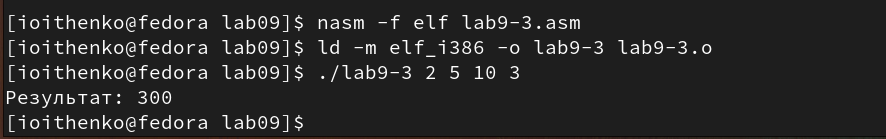 [ioithenko@fedora lab09]$ nasm -f elf lab9-3.asm
[ioithenko@fedora lab09]$ ld -m elf_i386 -o lab9-3 lab9-3.o
[ioithenko@fedora lab09]$ ./lab9-3 2 5 10 3
Результат: 300
[ioithenko@fedora lab09]$